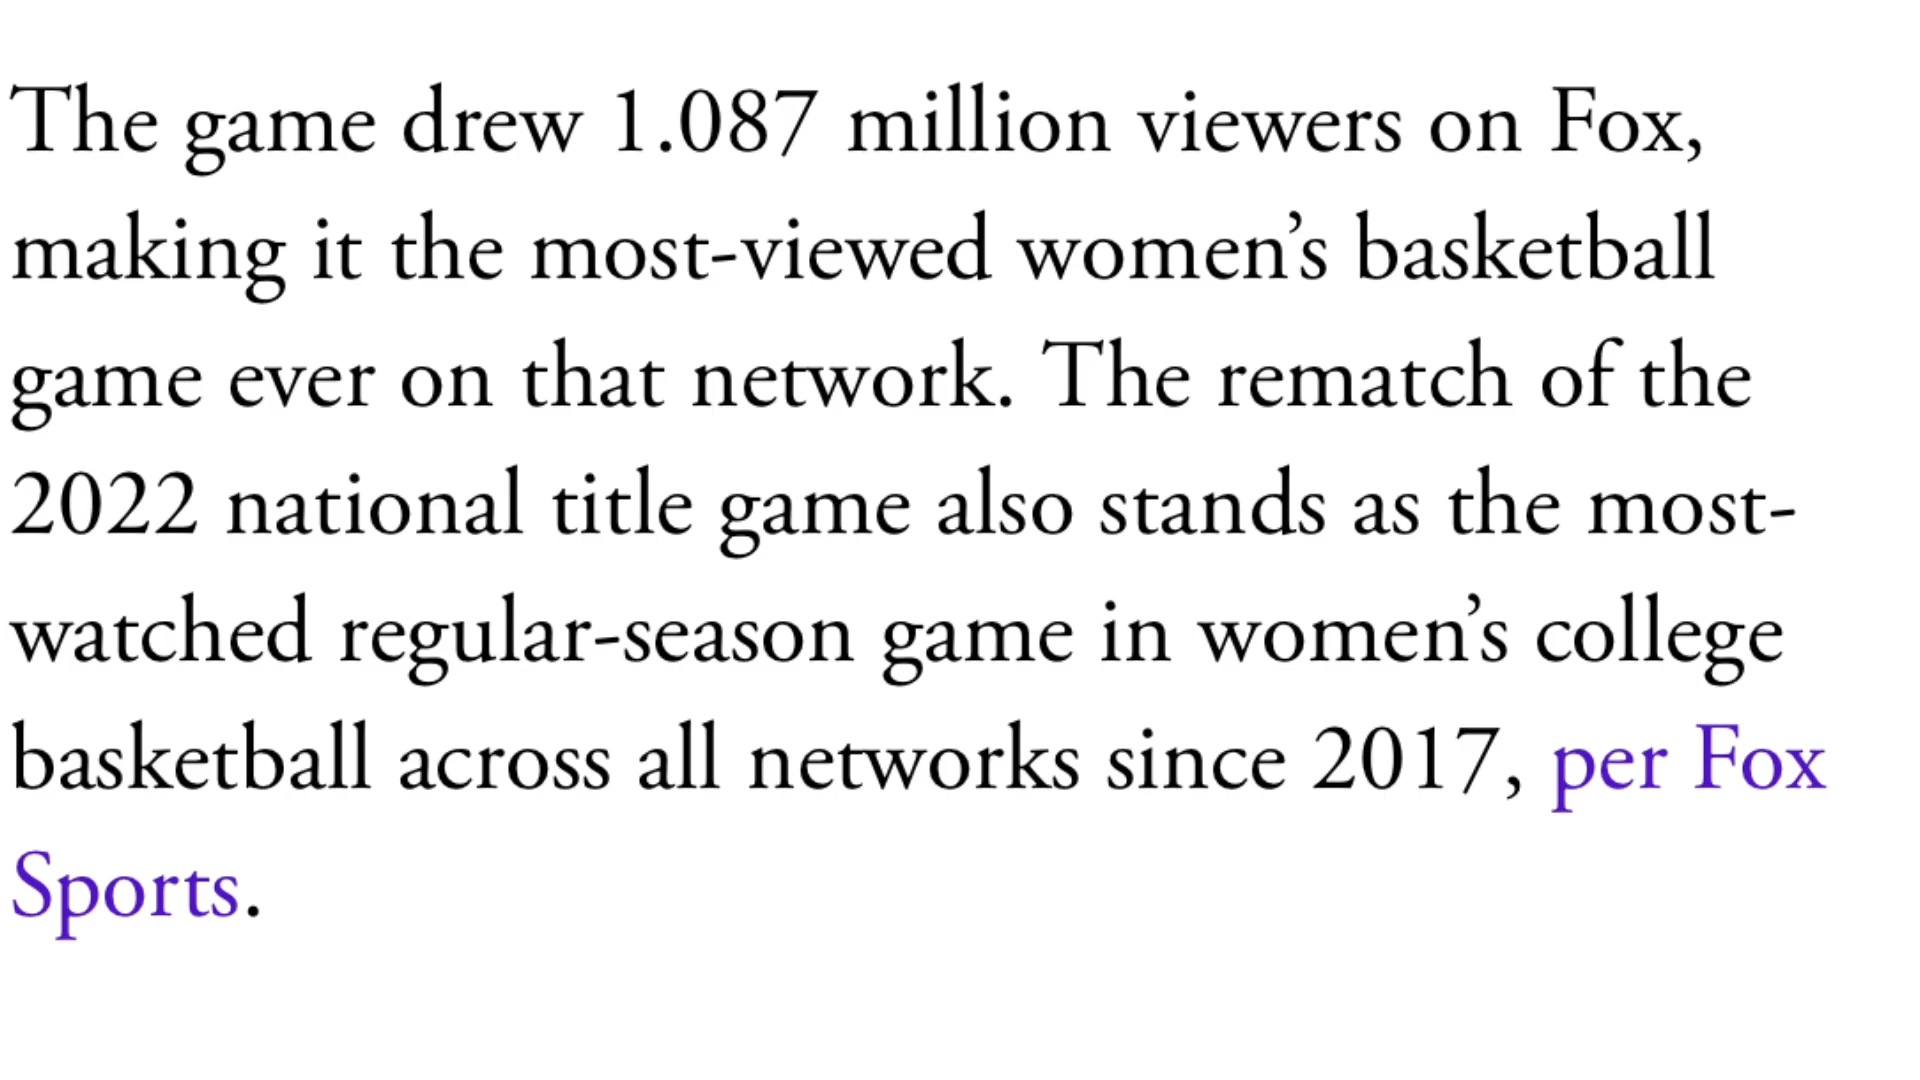 The game drew 1.087 million viewers on Fox,
making it the most-viewed women’s basketball
game ever on that network. The rematch of the
2022 national title game also stands as the most-
watched regular-season game in women’s college
basketball across all networks since 2017, per Fox
Sports.